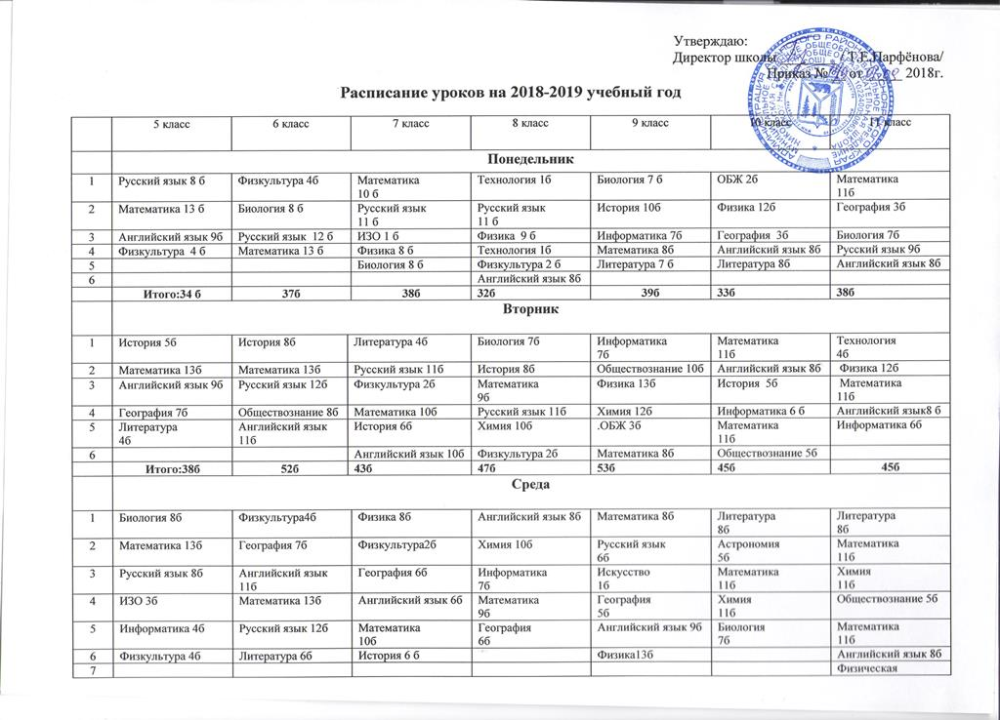 Утверждаю:
Директор школы /Т.Е.Парфёнова/
Приказ № от 2018г.
Расписание уроков на 2018-2019 учебный год
5 класс 6 класс 7 класс 8 класс 9 класс 10 класс 11 класс
Понедельник
1 Русский язык 8 б Физкультура 4б Математика 10 б Технология 1б Биология 7 б ОБЖ 2б Математика 11б
2 Математика 13 б Биология 8 б Русский язык 11 б Русский язык 11 б История 10б Физика 12б География 3б
3 Английский язык 9б Русский язык 12 б ИЗО 1 б Физика 9 б Информатика 7б География 3б Биология 7б
4 Физкультура 4 б Математика 13 б Физика 8 б Технология 1б Математика 8б Английский язык 8б Русский язык 9б
5 Биология 8 б Физкультура 2 б Литература 7 б Литература 8б Английский язык 8б
6 Английский язык 8б
Итого:34 б 37б 38б 32б 39б 33б 38б
Вторник
1 История 5б История 8б Литература 4б Биология 7б Информатика 7б Математика 11б Технология 4б
2 Математика 13б Математика 13б Русский язык 11б История 8б Обществознание 10б Английский язык 8б Физика 12б
3 Английский язык 9б Русский язык 12б Физкультура 2б Математика 9б Физика 13б История 5б Математика 11б
4 География 7б Обществознание 8б Математика 10б Русский язык 11б Химия 12б Информатика 6 б Английский язык8 б
5 Литература 4б Английский язык 11б История 6б Химия 10б .ОБЖ 3б Математика 11б Информатика 6б
6 Английский язык 10б Физкультура 2б Математика 8б Обществознание 5б
Итого:38б 52б 43б 47б 53б 45б 45б
Среда
1 Биология 8б Физкультура4б Физика 8б Английский язык 8б Математика 8б Литература 8б Литература 8б
2 Математика 13б География 7б Физкультура2б Химия 10б Русский язык 6б Астрономия 5б Математика 11б
3 Русский язык 8б Английский язык 11б География 6б Информатика 7б Искусство 1б Математика 11б Химия 11б
4 ИЗО 3б Математика 13б Английский язык 6б Математика 9б География 5б Химия 11б Обществознание 5б
5 Информатика 4б Русский язык 12б Математика 10б География 6б Английский язык 9б Биология 7б Математика 11б
6 Физкультура 4б Литература 6б История 6 б Физика13б Английский язык 8б
7 Физическая